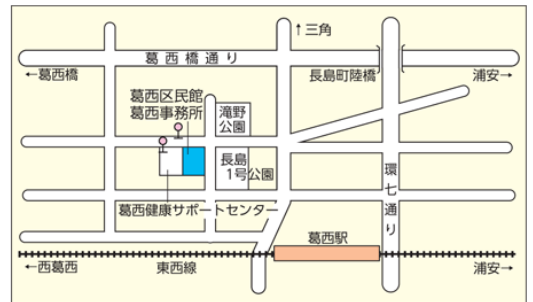 ↑三角
葛西橋通り
←葛西橋
長島町陸橋
浦安→
葛西区民館
葛西事務所
滝野
公園
長島
1号公園
環七通り
葛西健康サポートセンター
葛西駅
←西葛西
東西線
浦安→